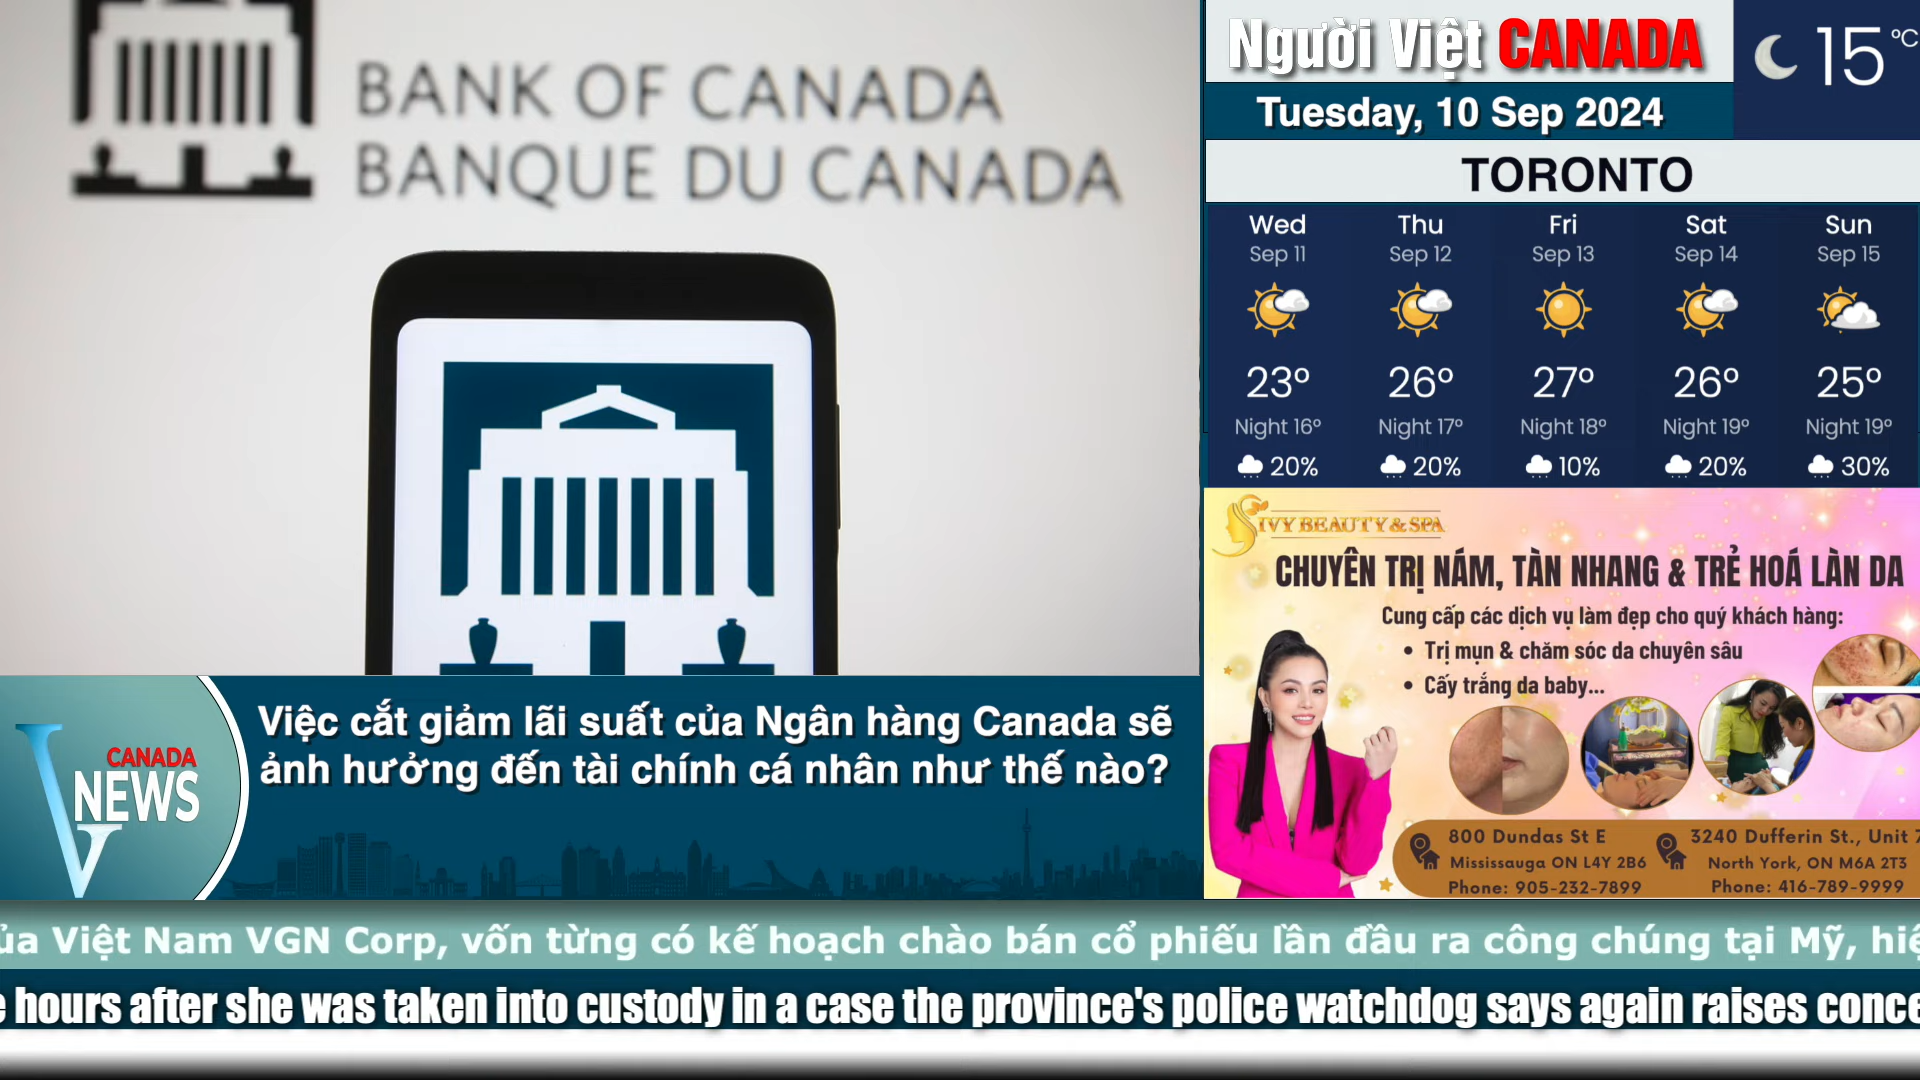 BANK OF CANADA
BANQUE DU CANADA
Người Việt CANADA
15 °C
Tuesday, 10 Sep 2024
TORONTO
Wed Thu Fri Sat Sun
Sep 11 Sep 12 Sep 13 Sep 14 Sep 15
23° 26° 27° 26° 25°
Night 16° Night 17° Night 18° Night 19° Night 19°
20% 20% 10% 20% 30%
IVY BEAUTY & SPA
CHUYÊN TRỊ NÁM, TÀN NHANG & TRẺ HOÁ LÀN DA
Cung cấp các dịch vụ làm đẹp cho quý khách hàng:
• Trị mụn & chăm sóc da chuyên sâu
• Cấy trắng da baby...
800 Dundas St E
Mississauga ON L4Y 2B6
Phone: 905-232-7899
3240 Dufferin St., Unit 7
North York, ON M6A 2T3
Phone: 416-789-9999
V CANADA
NEWS
Việc cắt giảm lãi suất của Ngân hàng Canada sẽ
ảnh hưởng đến tài chính cá nhân như thế nào?
ủa Việt Nam VGN Corp, vốn từng có kế hoạch chào bán cổ phiếu lần đầu ra công chúng tại Mỹ, hiệ
e hours after she was taken into custody in a case the province's police watchdog says again raises conce